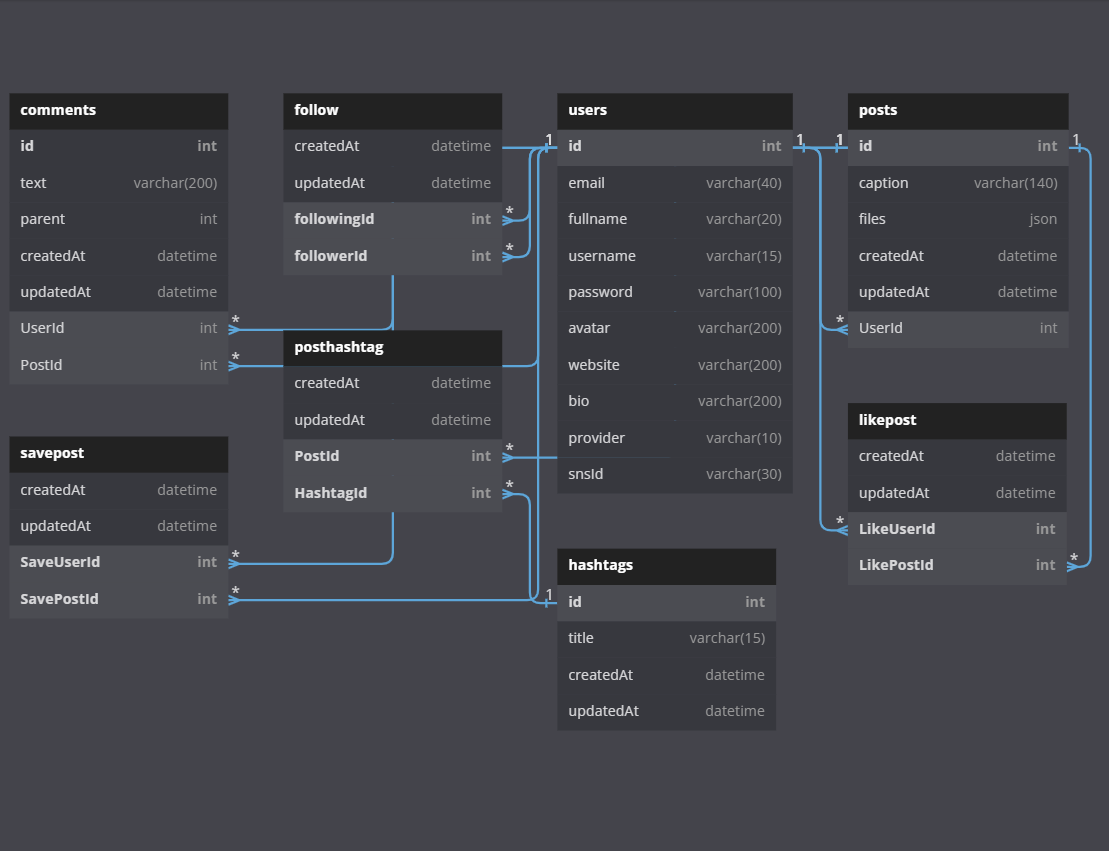 comments
id int
text varchar(200)
parent int
createdAt datetime
updatedAt datetime
UserId int
PostId int
savepost
createdAt datetime
updatedAt datetime
SaveUserId int
SavePostId int
follow
createdAt datetime
updatedAt datetime
followingId int
followerId int
posthashtag
createdAt datetime
updatedAt datetime
PostId int
HashtagId int
users
id int
email varchar(40)
fullname varchar(20)
username varchar(15)
password varchar(100)
avatar varchar(200)
website varchar(200)
bio varchar(200)
provider varchar(10)
snsId varchar(30)
hashtags
id int
title varchar(15)
createdAt datetime
updatedAt datetime
posts
id int
caption varchar(140)
files json
createdAt datetime
updatedAt datetime
UserId int
likepost
createdAt datetime
updatedAt datetime
LikeUserId int
LikePostId int
*
*
*
*
*
*
*
*
1
1
1
1
1
*
*
*